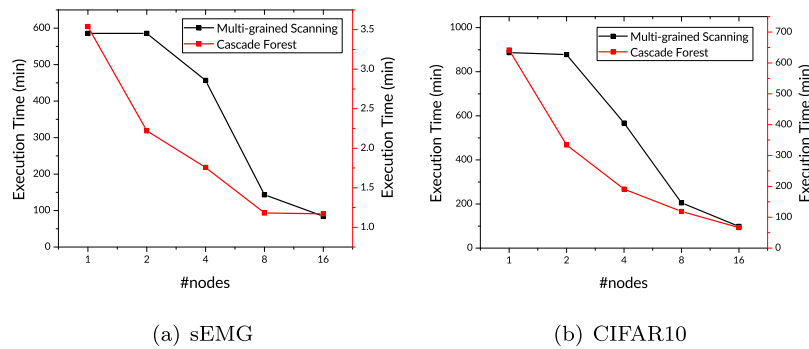 Multi-grained Scanning
Cascade Forest
Execution Time (min)
600
500
400
300
200
100
0
3.5
3.0
2.5
2.0
1.5
1.0
Execution Time (min)
1 2 4 8 16
#nodes
(a) sEMG
Multi-grained Scanning
Cascade Forest
Execution Time (min)
1000
800
600
400
200
0
700
600
500
400
300
200
100
0
Execution Time (min)
1 2 4 8 16
#nodes
(b) CIFAR10